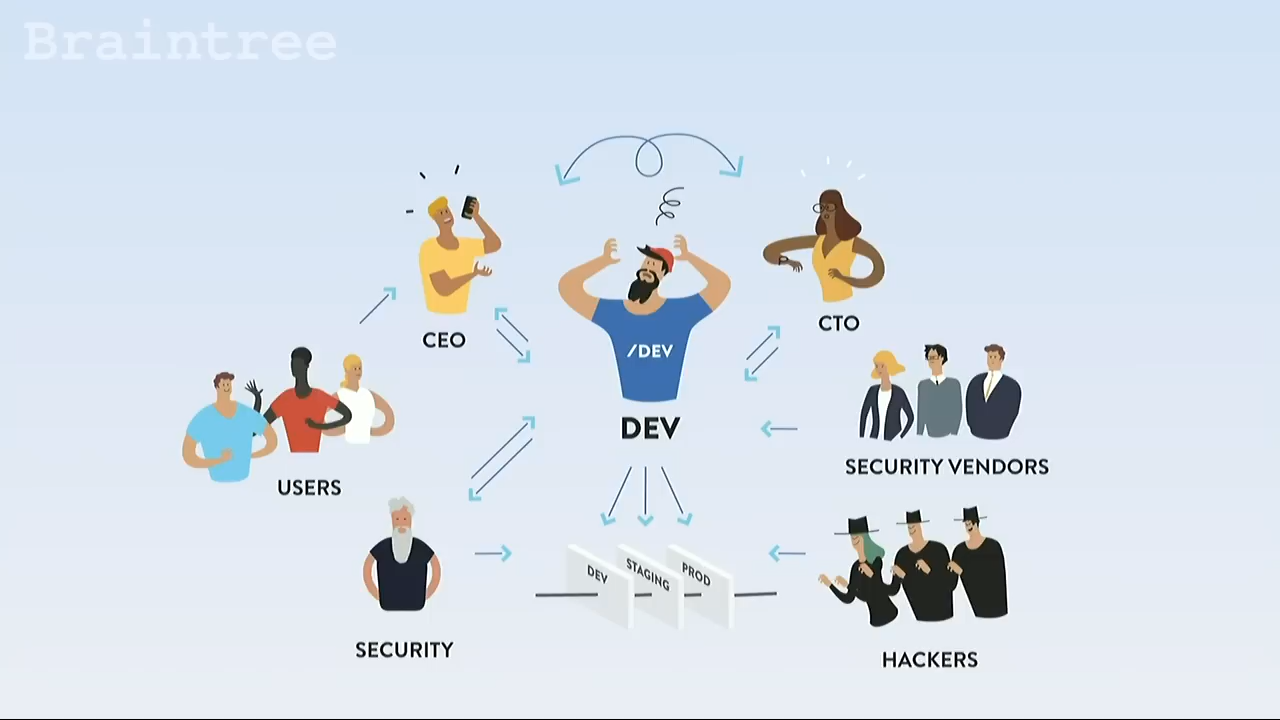 Braintree
CEO
CTO
/DEV
DEV
USERS
SECURITY VENDORS
DEV
STAGING
PROD
SECURITY
HACKERS